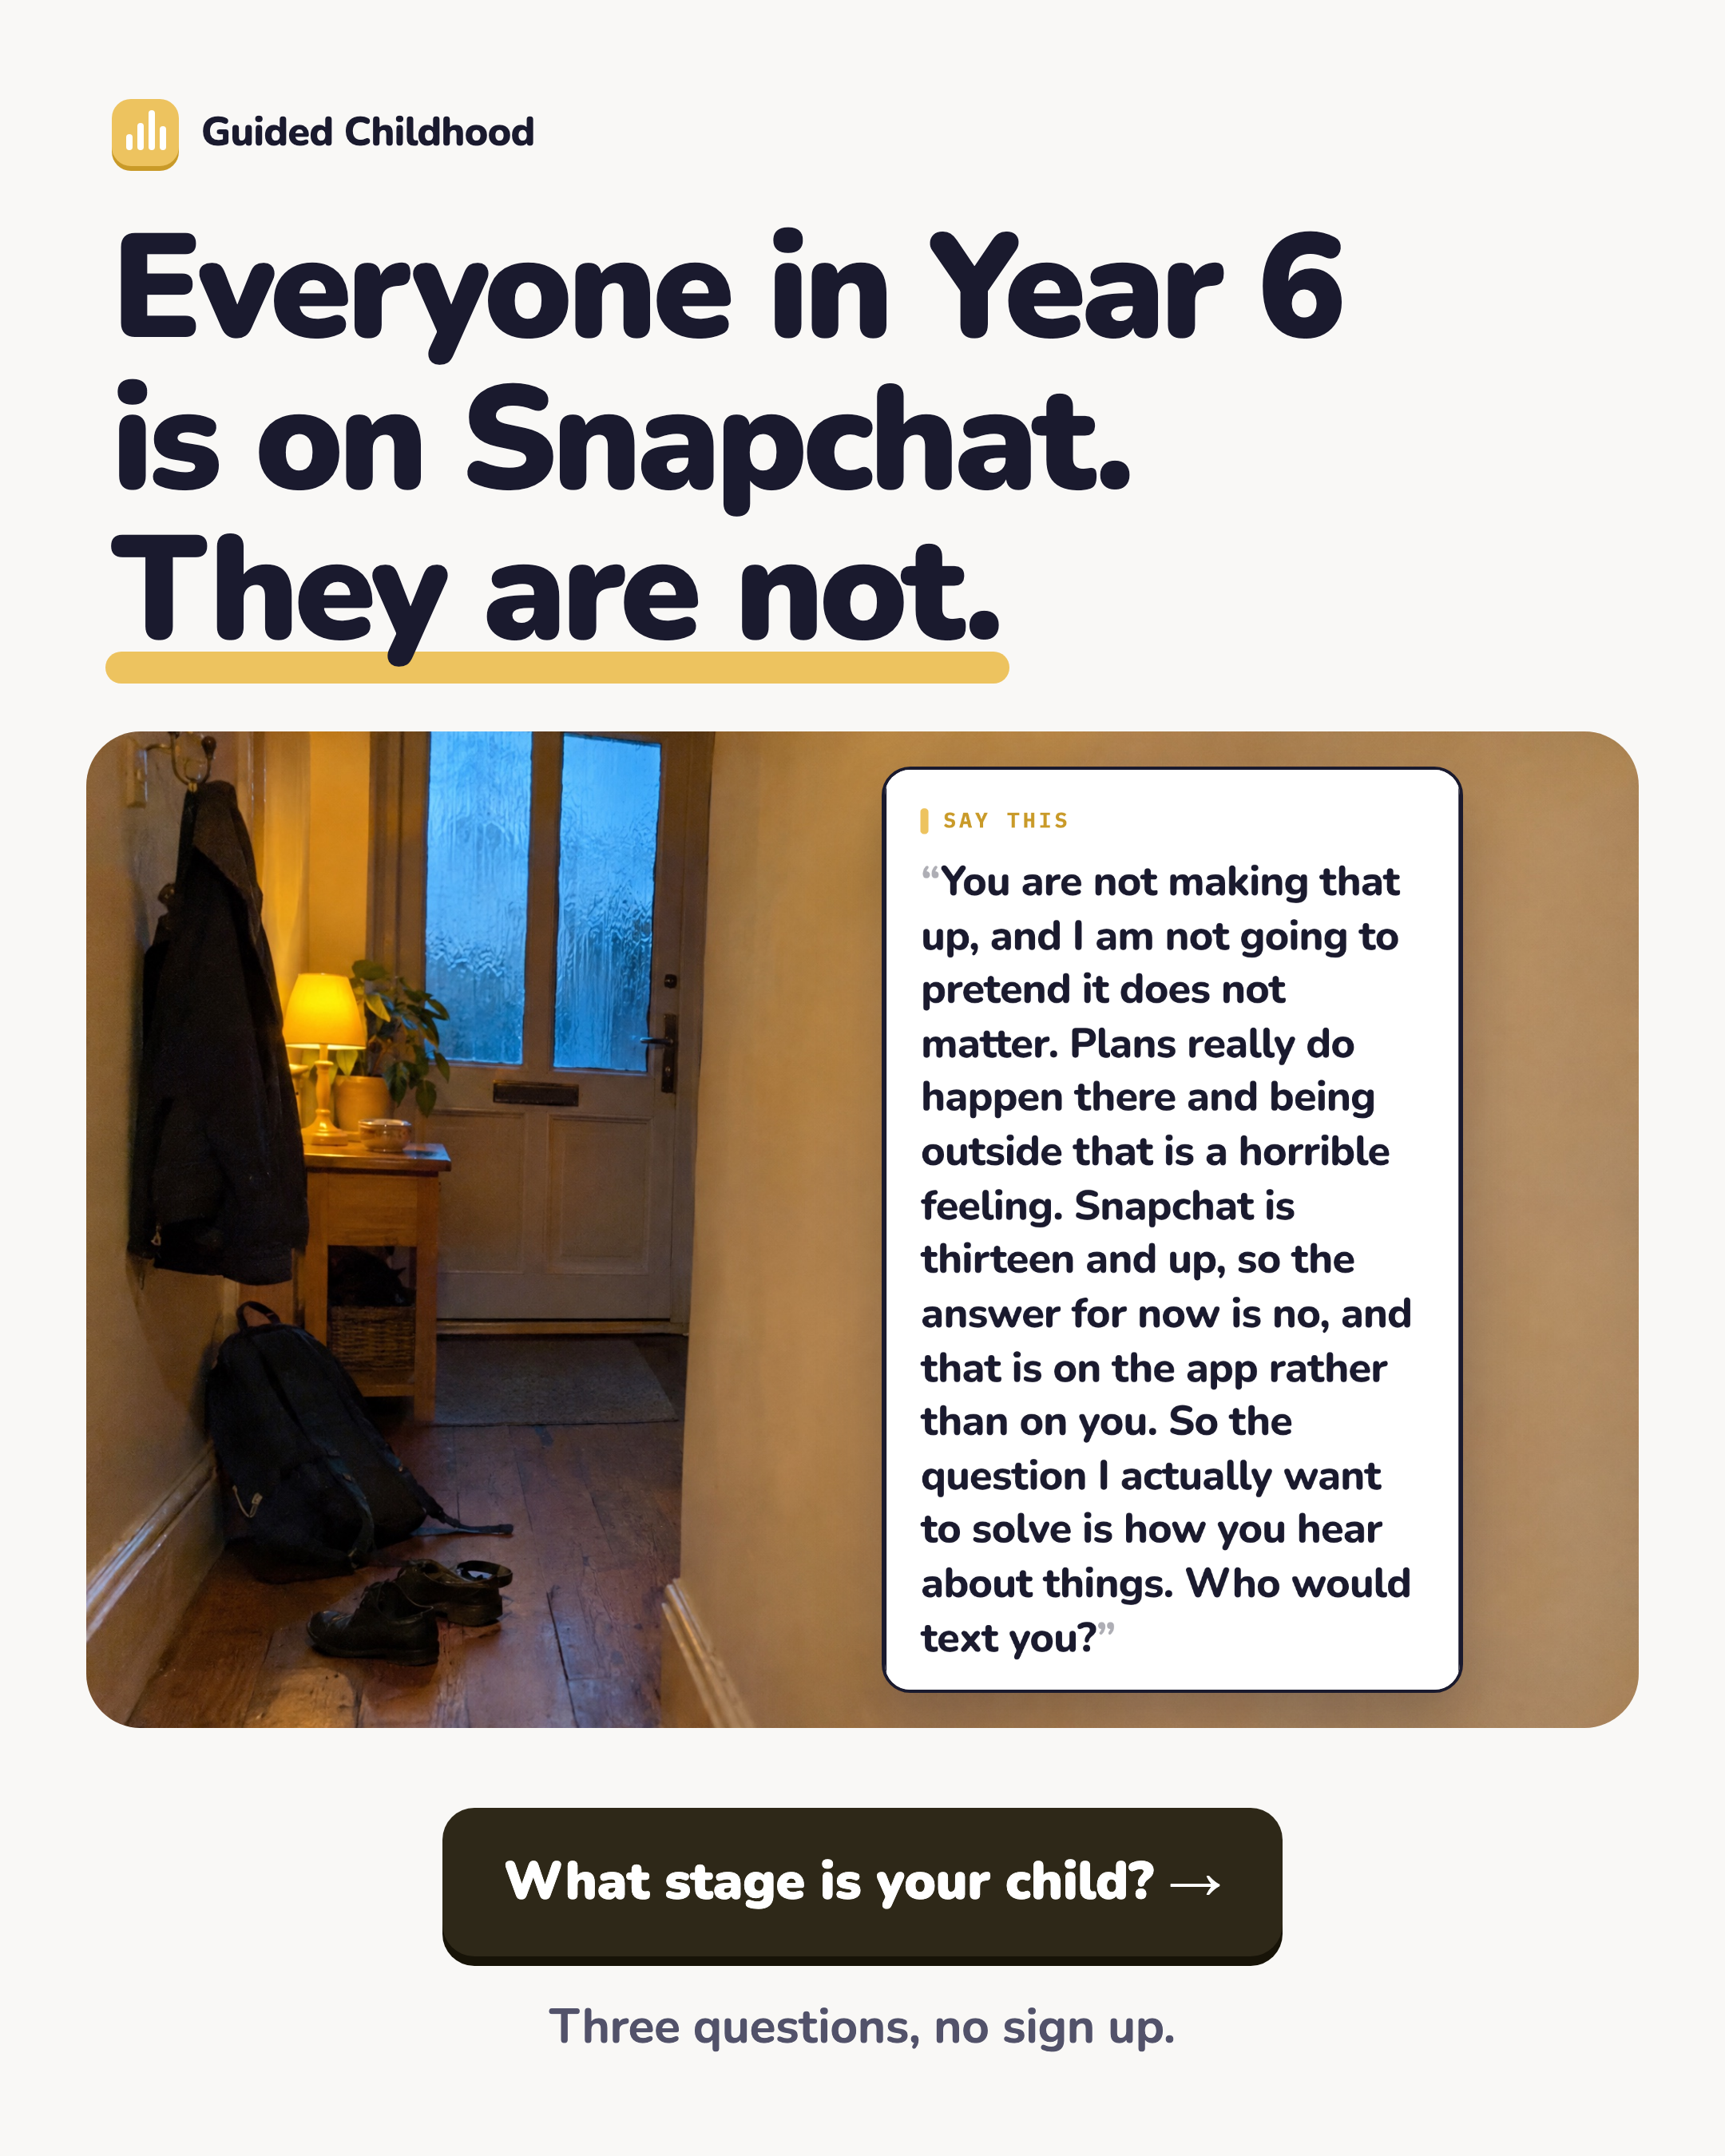 Guided Childhood
Everyone in Year 6
is on Snapchat.
They are not.
SAY THIS
“You are not making that
up, and I am not going to
pretend it does not
matter. Plans really do
happen there and being
outside that is a horrible
feeling. Snapchat is
thirteen and up, so the
answer for now is no, and
that is on the app rather
than on you. So the
question I actually want
to solve is how you hear
about things. Who would
text you?”
What stage is your child? →
Three questions, no sign up.